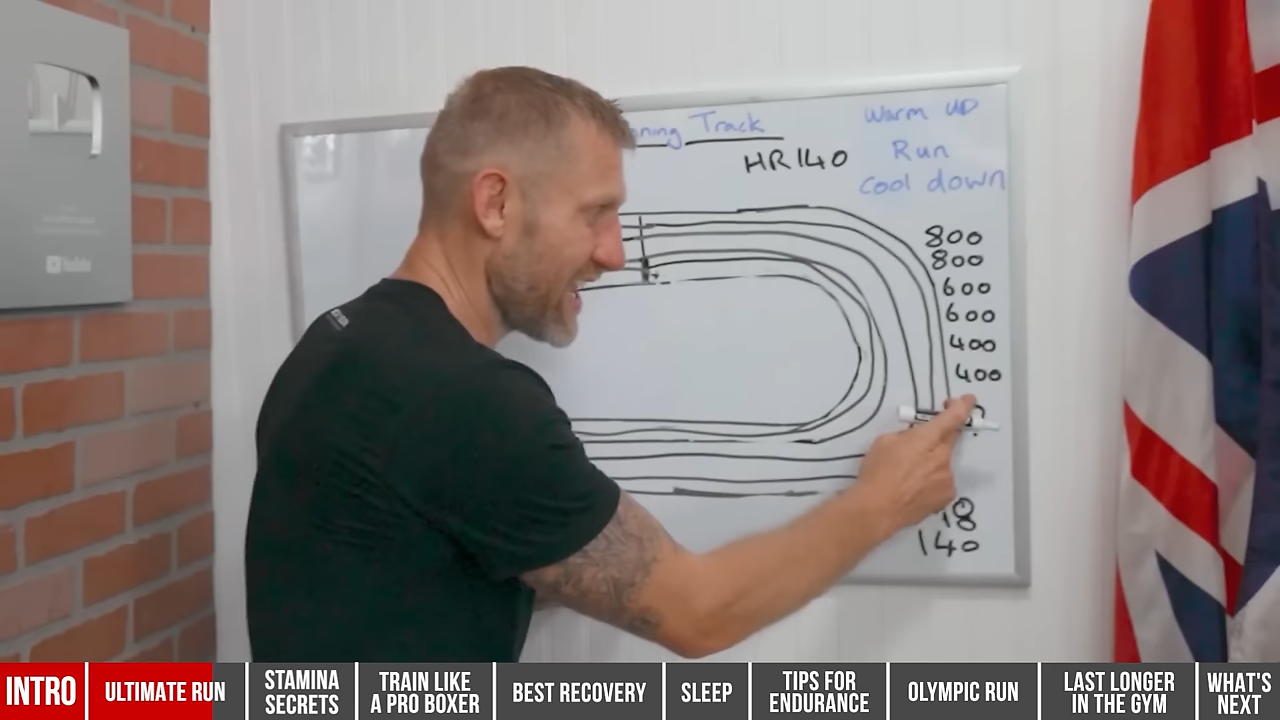 Track
HR140
Warm UP
Run
Cool down
800
800
600
600
400
400
18
140
YouTube
INTRO
ULTIMATE RUN
STAMINA
SECRETS
TRAIN LIKE
A PRO BOXER
BEST RECOVERY
SLEEP
TIPS FOR
ENDURANCE
OLYMPIC RUN
LAST LONGER
IN THE GYM
WHAT'S
NEXT